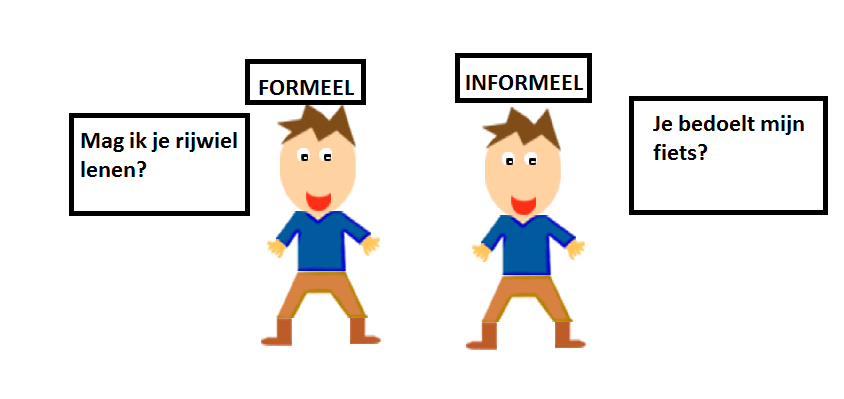 FORMEEL
INFORMEEL
Mag ik je rijwiel
lenen?
Je bedoelt mijn
fiets?